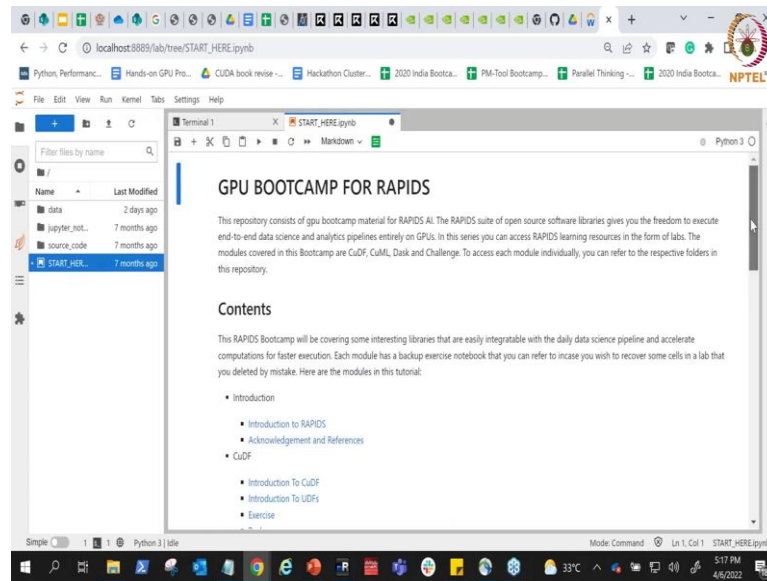 localhost:8889/lab/tree/START_HERE.ipynb
Python, Performanc... Hands-on GPU Pro... CUDA book revise -... Hackathon Cluster... 2020 India Bootca... PM-Tool Bootcamp... Parallel Thinking -... 2020 India Bootca...
NPTEL
File Edit View Run Kernel Tabs Settings Help
Terminal 1 START_HERE.ipynb
Markdown Python 3
Filter files by name
/
Name Last Modified
data 2 days ago
jupyter_not... 7 months ago
source_code 7 months ago
START_HER... 7 months ago
GPU BOOTCAMP FOR RAPIDS
This repository consists of gpu bootcamp material for RAPIDS AI. The RAPIDS suite of open source software libraries gives you the freedom to execute
end-to-end data science and analytics pipelines entirely on GPUs. In this series you can access RAPIDS learning resources in the form of labs. The
modules covered in this Bootcamp are CuDF, CuML, Dask and Challenge. To access each module individually, you can refer to the respective folders in
this repository.
Contents
This RAPIDS Bootcamp will be covering some interesting libraries that are easily integratable with the daily data science pipeline and accelerate
computations for faster execution. Each module has a backup exercise notebook that you can refer to incase you wish to recover some cells in a lab that
you deleted by mistake. Here are the modules in this tutorial:
• Introduction
▪ Introduction to RAPIDS
▪ Acknowledgement and References
• CuDF
▪ Introduction To CuDF
▪ Introduction To UDFs
▪ Exercise
Simple 1 1 Python 3 | Idle Mode: Command Ln 1, Col 1 START_HERE.ipyn
33°C 5:17 PM
4/6/2022